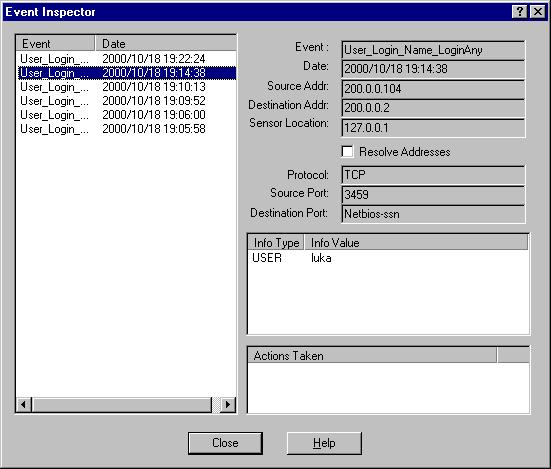 Event Inspector
Event Date
User_Login_... 2000/10/18 19:22:24
User_Login_... 2000/10/18 19:14:38
User_Login_... 2000/10/18 19:10:13
User_Login_... 2000/10/18 19:09:52
User_Login_... 2000/10/18 19:06:00
User_Login_... 2000/10/18 19:05:58
Event : User_Login_Name_LoginAny
Date: 2000/10/18 19:14:38
Source Addr: 200.0.0.104
Destination Addr: 200.0.0.2
Sensor Location: 127.0.0.1
Resolve Addresses
Protocol: TCP
Source Port: 3459
Destination Port: Netbios-ssn
Info Type Info Value
USER luka
Actions Taken
Close Help